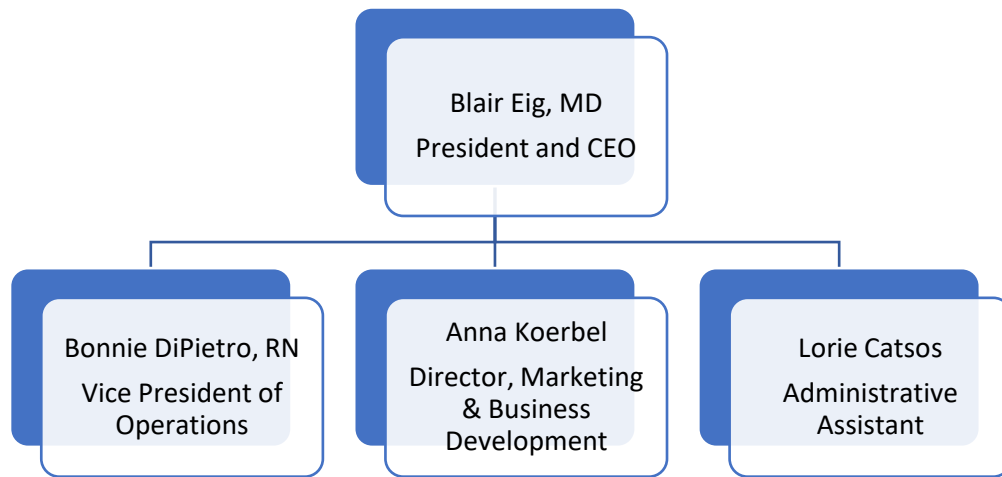 Blair Eig, MD
President and CEO
Bonnie DiPietro, RN
Vice President of
Operations
Anna Koerbel
Director, Marketing
& Business
Development
Lorie Catsos
Administrative
Assistant